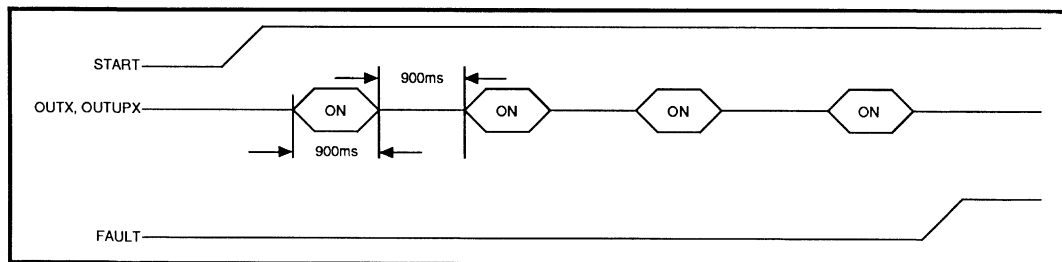 START
900ms
OUTX, OUTUPX
ON
ON
ON
ON
900ms
FAULT